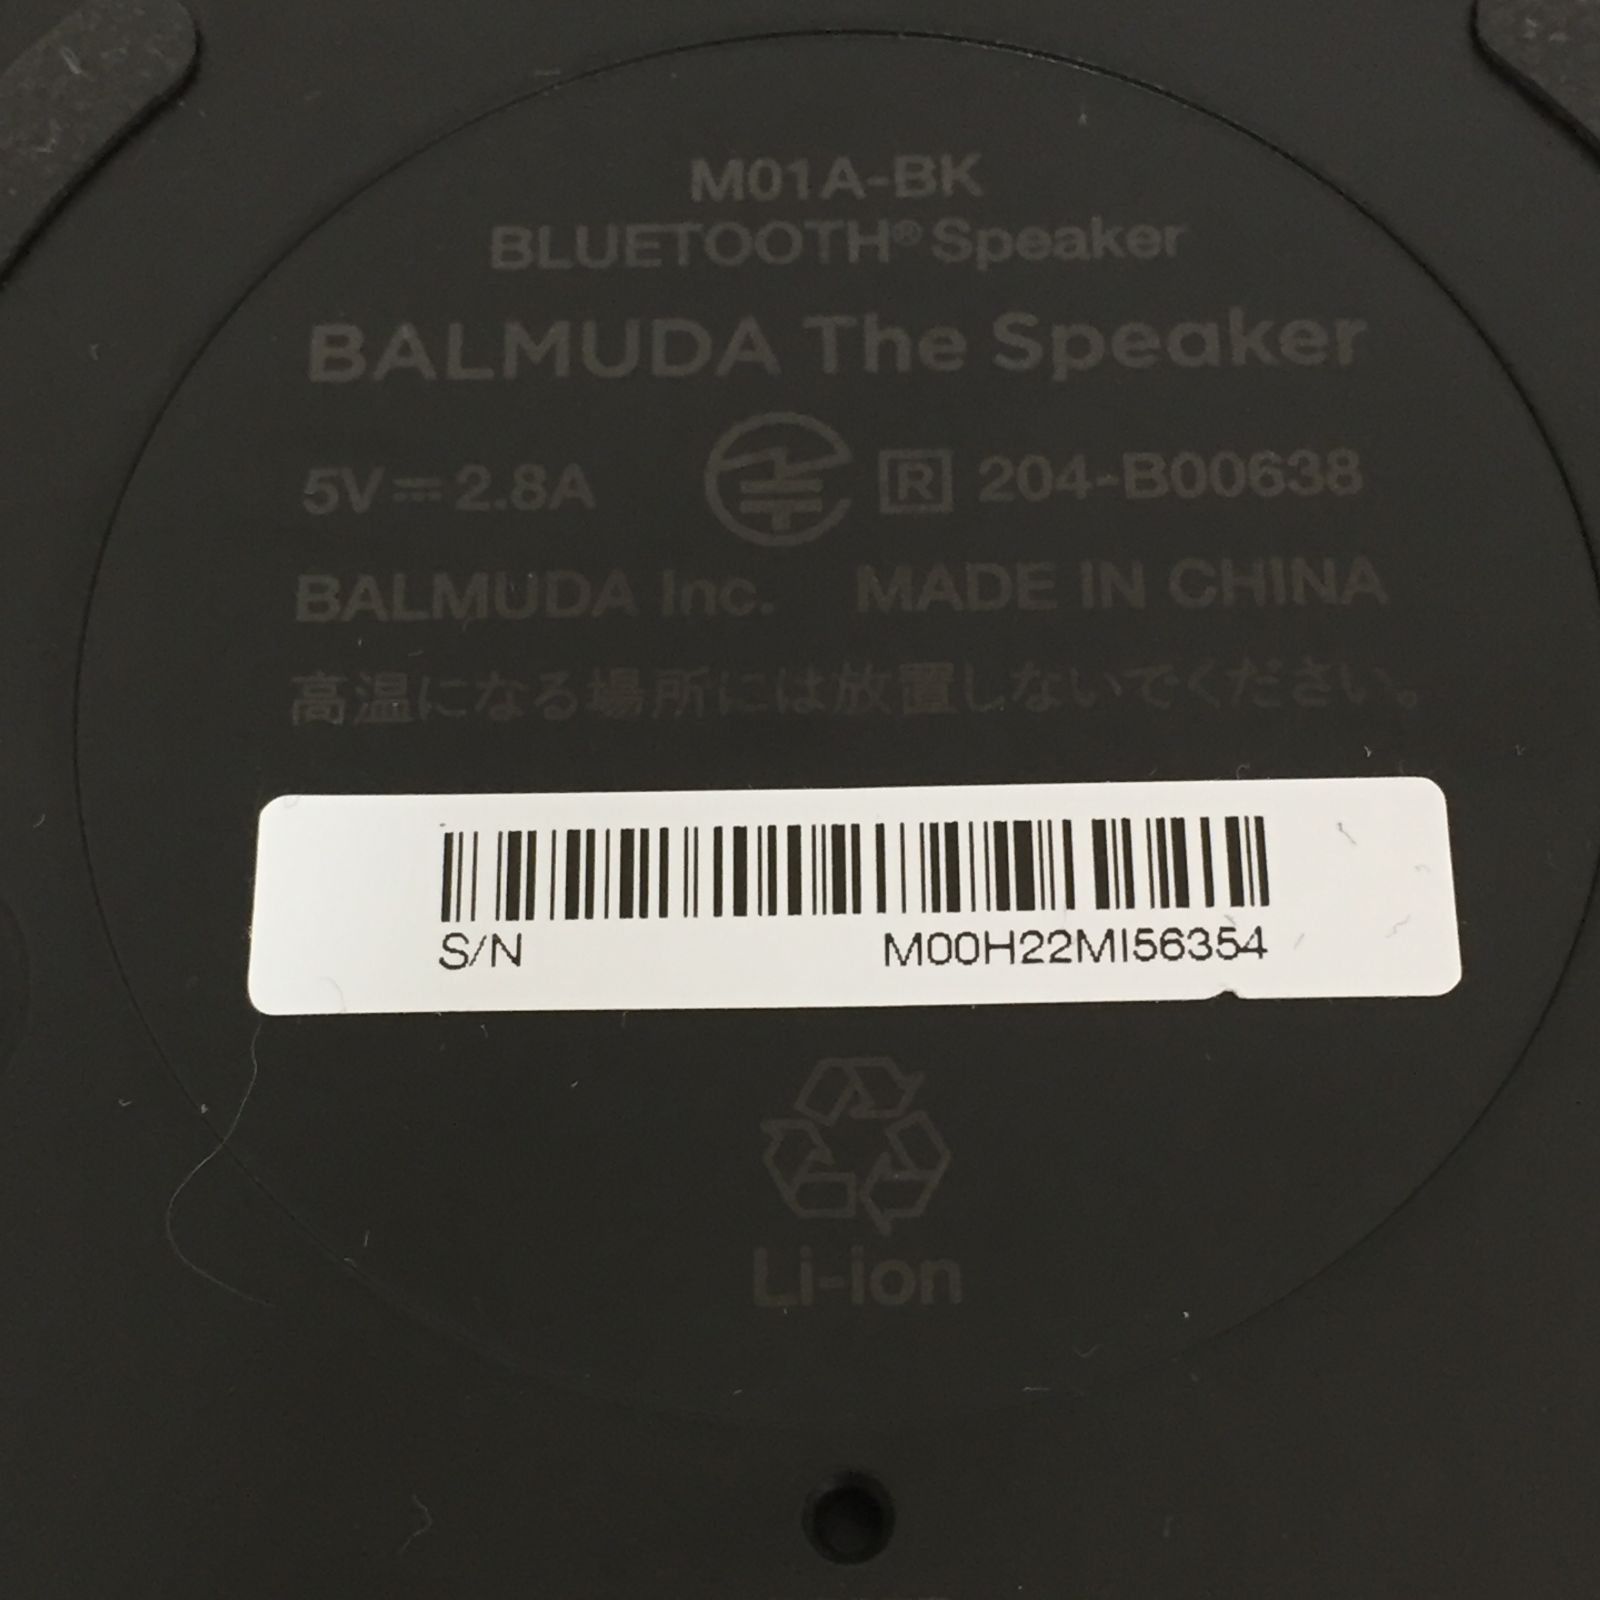 M01A-BK
BLUETOOTH® Speaker
BALMUDA The Speaker
5V⎓2.8A R 204-B00638
BALMUDA Inc. MADE IN CHINA
高温になる場所には放置しないでください。
S/N M00H22MI56354
Li-ion